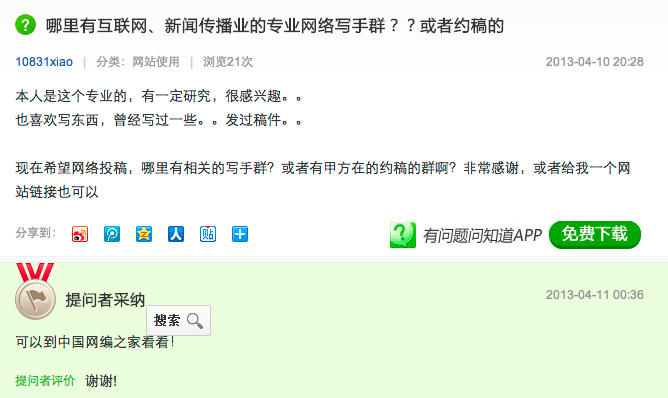 哪里有互联网、新闻传播业的专业网络写手群？？或者约稿的
10831xiao | 分类：网站使用 | 浏览21次 2013-04-10 20:28
本人是这个专业的，有一定研究，很感兴趣。。
也喜欢写东西，曾经写过一些。。发过稿件。。
现在希望网络投稿，哪里有相关的写手群？或者有甲方在的约稿的群啊？非常感谢，或者给我一个网
站链接也可以
分享到： 贴 有问题问知道APP 免费下载
提问者采纳 2013-04-11 00:36
搜索
可以到中国网编之家看看！
提问者评价 谢谢!